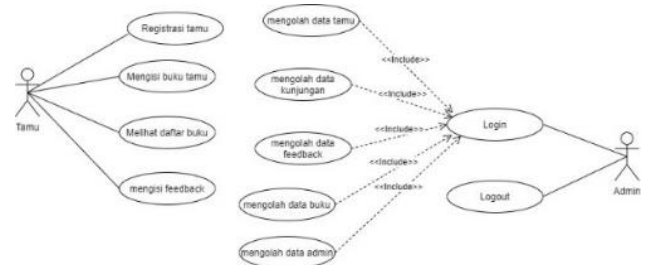 Registrasi tamu
Mengisi buku tamu
Melihat daftar buku
mengisi feedback
Tamu
mengolah data tamu
mengolah data
kunjungan
mengolah data
feedback
mengolah data buku
mengolah data admin
<<Include>>
<<Include>>
<<Include>>
<<Include>>
<<Include>>
Login
Logout
Admin